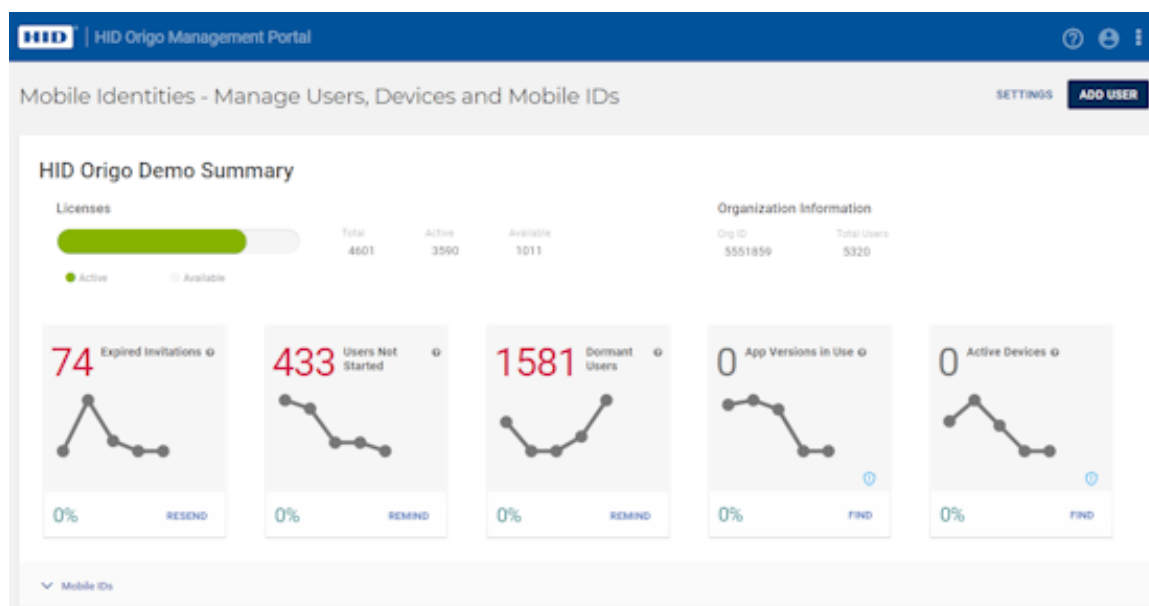 HID | HID Origo Management Portal
Mobile Identities - Manage Users, Devices and Mobile IDs
SETTINGS ADD USER
HID Origo Demo Summary
Licenses
Total Active Available
4601 3590 1011
Active Available
Organization Information
Org ID Total Users
5551859 5320
74 Expired Invitations
0% RESEND
433 Users Not Started
0% REMIND
1581 Dormant Users
0% REMIND
0 App Versions in Use
0% FIND
0 Active Devices
0% FIND
Mobile IDs